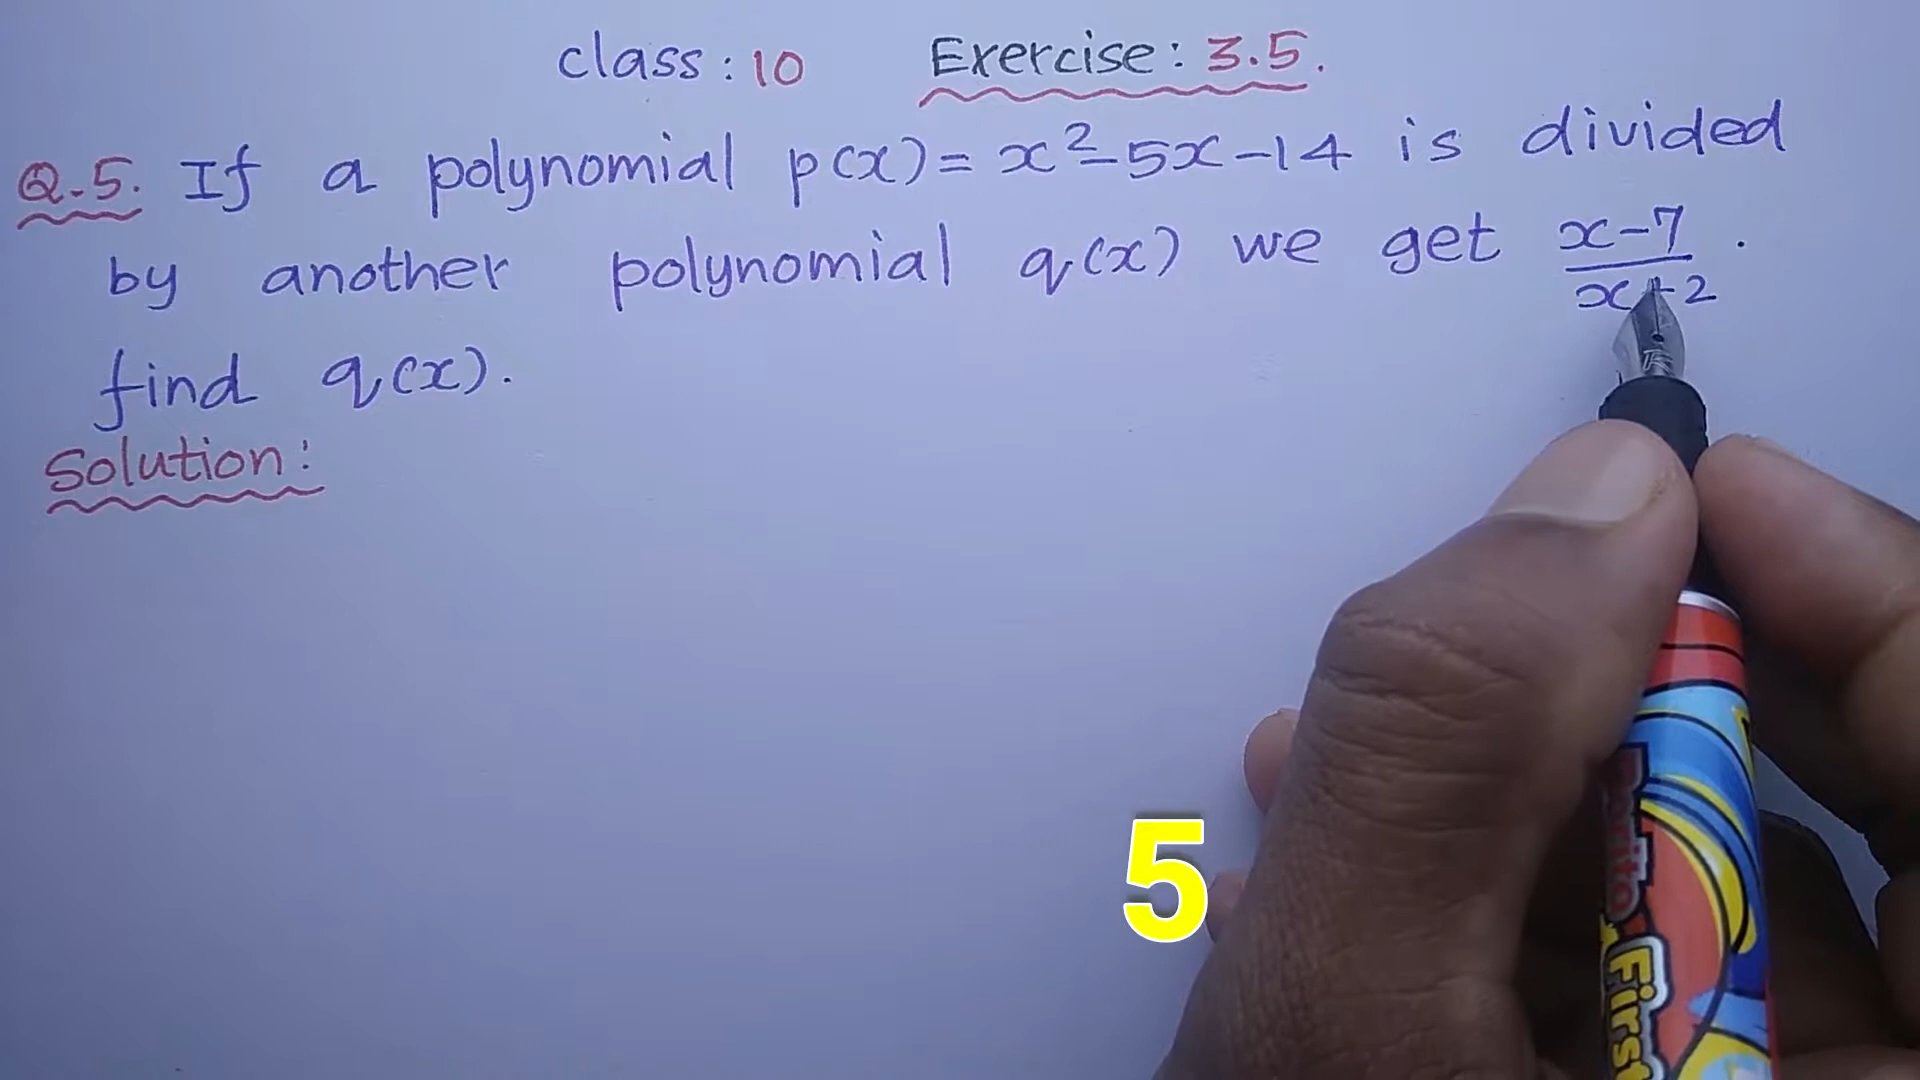 class: 10 Exercise: 3.5.
Q.5. If a polynomial p(x)= x²-5x-14 is divided
by another polynomial q(x) we get x-7/x+2 .
find q(x).
Solution:
5
First